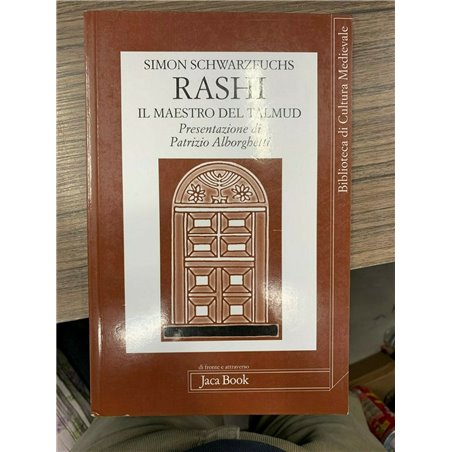 SIMON SCHWARZFUCHS
RASHI
IL MAESTRO DEL TALMUD
Presentazione di
Patrizio Alborghetti
di fronte e attraverso
Jaca Book
Biblioteca di Cultura Medievale